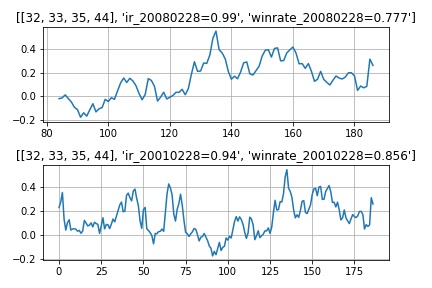 [[32, 33, 35, 44], 'ir_20080228=0.99', 'winrate_20080228=0.777']
0.4
0.2
0.0
−0.2
80 100 120 140 160 180
[[32, 33, 35, 44], 'ir_20010228=0.94', 'winrate_20010228=0.856']
0.4
0.2
0.0
−0.2
0 25 50 75 100 125 150 175